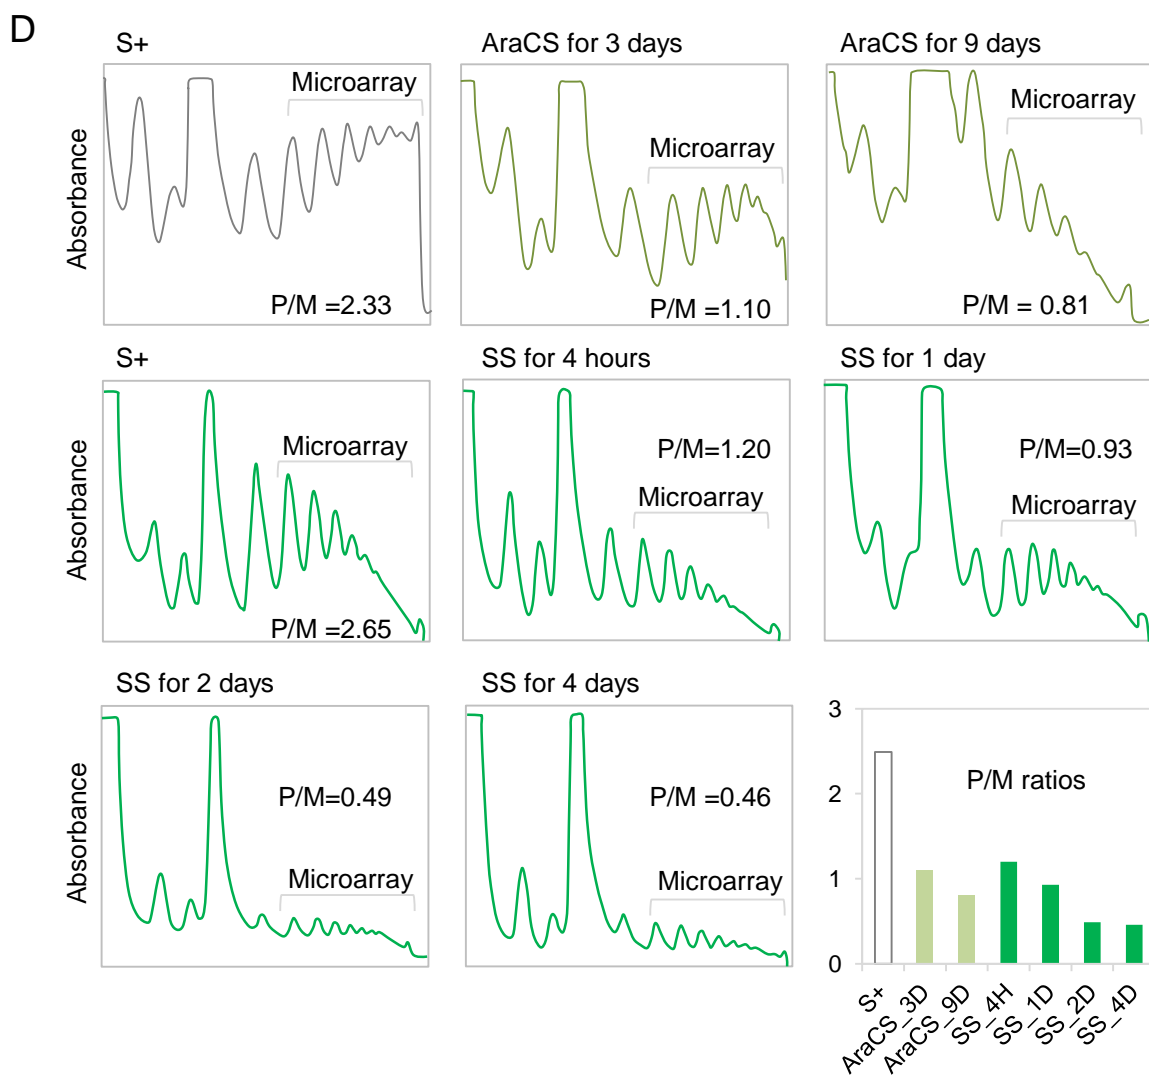 D
S+
AraCS for 3 days
AraCS for 9 days
Absorbance
Microarray
P/M =2.33
Microarray
P/M =1.10
Microarray
P/M = 0.81
S+
SS for 4 hours
SS for 1 day
Absorbance
Microarray
P/M =2.65
P/M=1.20
Microarray
P/M=0.93
Microarray
SS for 2 days
SS for 4 days
Absorbance
P/M=0.49
Microarray
P/M =0.46
Microarray
3
2
1
0
P/M ratios
S+
AraCS_3D
AraCS_9D
SS_4H
SS_1D
SS_2D
SS_4D